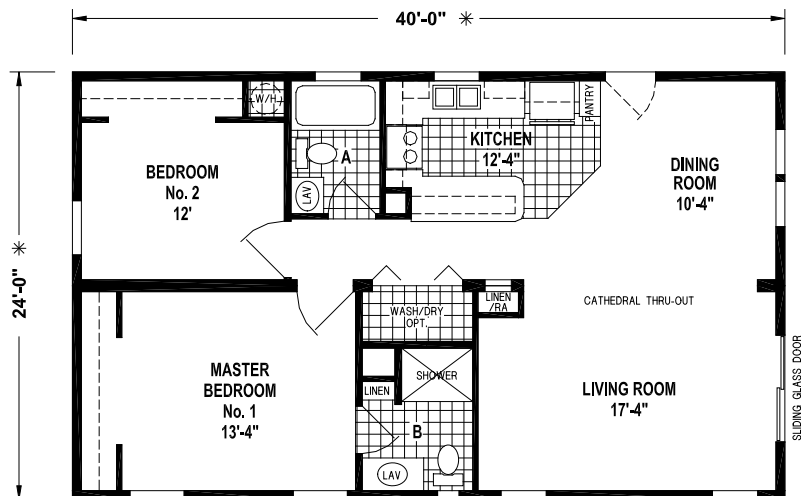 40'-0" ✳
24'-0" ✳
W/H
BEDROOM
No. 2
12'
A
LAV
KITCHEN
12'-4"
PANTRY
DINING
ROOM
10'-4"
WASH/DRY
OPT.
LINEN
/RA
CATHEDRAL THRU-OUT
MASTER
BEDROOM
No. 1
13'-4"
LINEN
SHOWER
B
LAV
LIVING ROOM
17'-4"
SLIDING GLASS DOOR